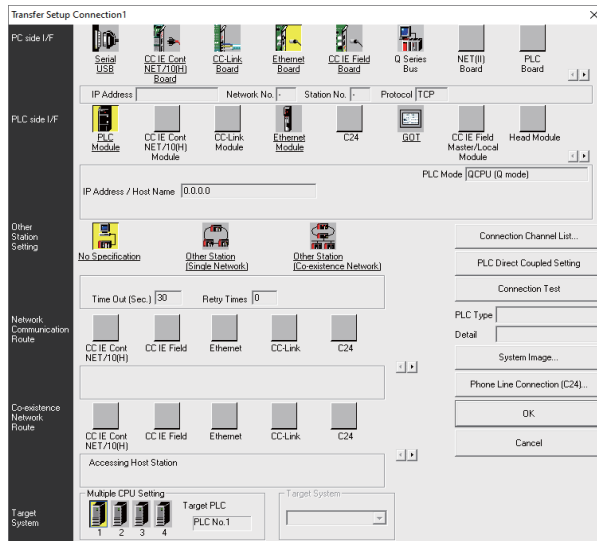 Transfer Setup Connection1
PC side I/F
Serial USB
CC IE Cont NET/10(H) Board
CC-Link Board
Ethernet Board
CC IE Field Board
Q Series Bus
NET(II) Board
PLC Board
IP Address Network No. - Station No. - Protocol TCP
PLC side I/F
PLC Module
CC IE Cont NET/10(H) Module
CC-Link Module
Ethernet Module
C24
GOT
CC IE Field Master/Local Module
Head Module
PLC Mode QCPU (Q mode)
IP Address / Host Name 0.0.0.0
Other Station Setting
No Specification
Other Station (Single Network)
Other Station (Co-existence Network)
Time Out (Sec.) 30 Retry Times 0
Network Communication Route
CC IE Cont NET/10(H)
CC IE Field
Ethernet
CC-Link
C24
Co-existence Network Route
CC IE Cont NET/10(H)
CC IE Field
Ethernet
CC-Link
C24
Accessing Host Station
Target System
Multiple CPU Setting
1 2 3 4
Target PLC
PLC No.1
Target System
Connection Channel List...
PLC Direct Coupled Setting
Connection Test
PLC Type
Detail
System Image...
Phone Line Connection (C24)...
OK
Cancel